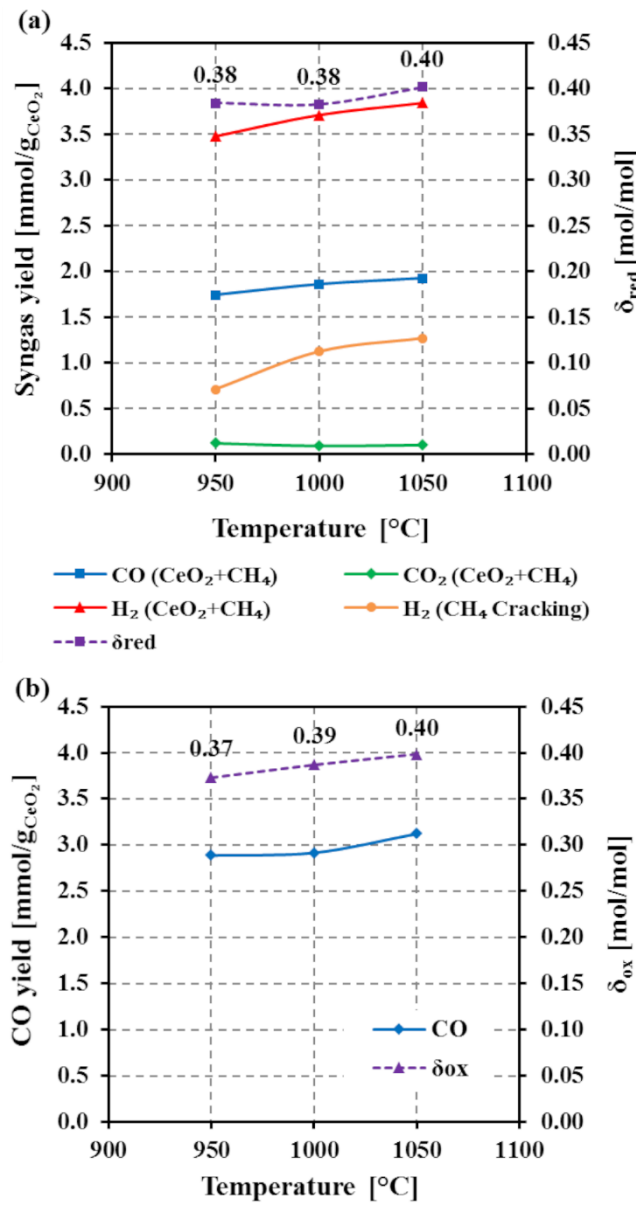 (a)
4.5 0.45
0.38 0.38 0.40
4.0 0.40
3.5 0.35
3.0 0.30
2.5 0.25
2.0 0.20
1.5 0.15
1.0 0.10
0.5 0.05
0.0 0.00
Syngas yield [mmol/gCeO₂]
δred [mol/mol]
900 950 1000 1050 1100
Temperature [°C]
CO (CeO₂+CH₄) CO₂ (CeO₂+CH₄)
H₂ (CeO₂+CH₄) H₂ (CH₄ Cracking)
δred
(b)
4.5 0.45
0.37 0.39 0.40
4.0 0.40
3.5 0.35
3.0 0.30
2.5 0.25
2.0 0.20
1.5 0.15
1.0 0.10
0.5 0.05
0.0 0.00
CO yield [mmol/gCeO₂]
δox [mol/mol]
CO
δox
900 950 1000 1050 1100
Temperature [°C]